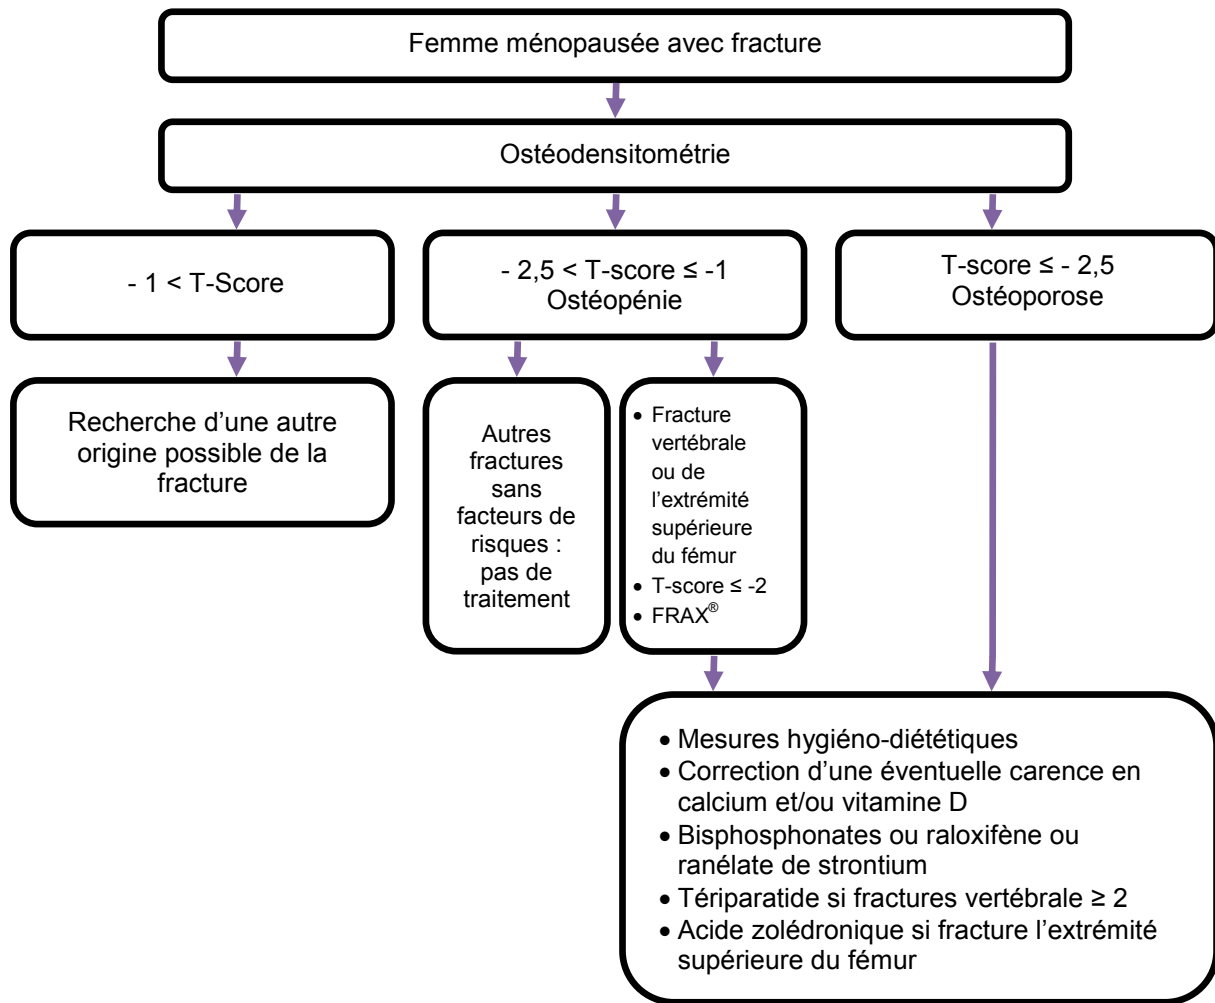 Femme ménopausée avec fracture
Ostéodensitométrie
- 1 < T-Score
- 2,5 < T-score ≤ -1
Ostéopénie
T-score ≤ - 2,5
Ostéoporose
Recherche d’une autre
origine possible de la
fracture
Autres
fractures
sans
facteurs de
risques :
pas de
traitement
• Fracture
vertébrale
ou de
l’extrémité
supérieure
du fémur
• T-score ≤ -2
• FRAX®
• Mesures hygiéno-diététiques
• Correction d’une éventuelle carence en
calcium et/ou vitamine D
• Bisphosphonates ou raloxifène ou
ranélate de strontium
• Tériparatide si fractures vertébrale ≥ 2
• Acide zolédronique si fracture l’extrémité
supérieure du fémur